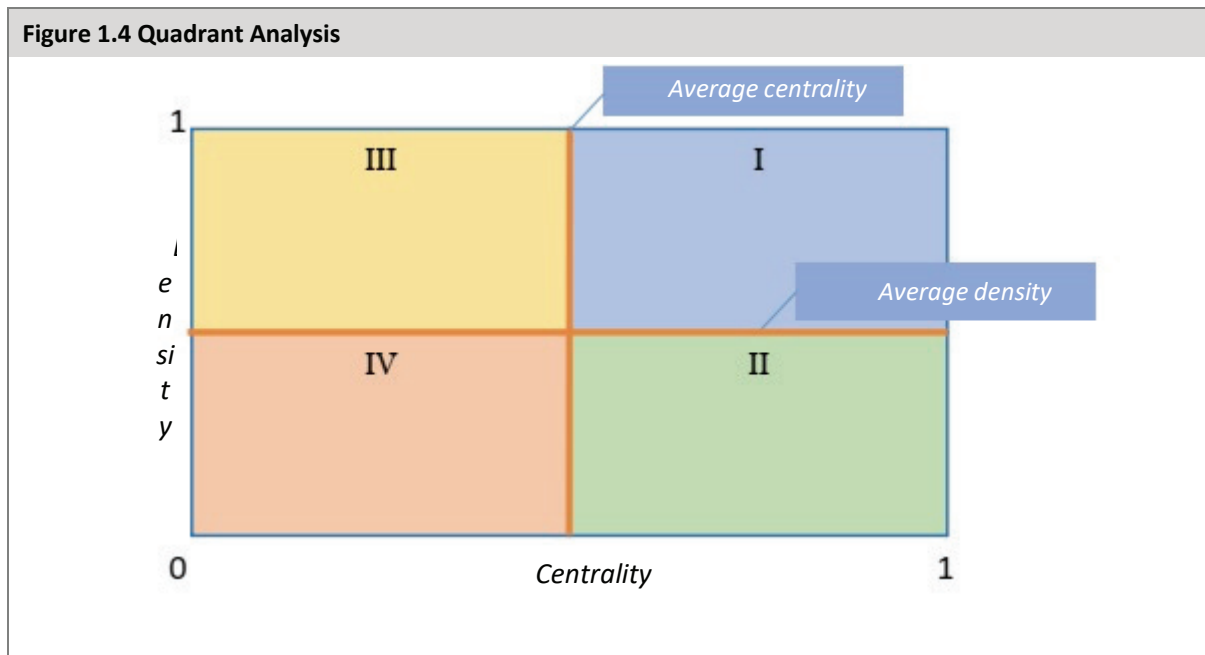 Figure 1.4 Quadrant Analysis
Average centrality
1
III
I
e
n
si
t
y
Average density
IV
II
0
Centrality
1